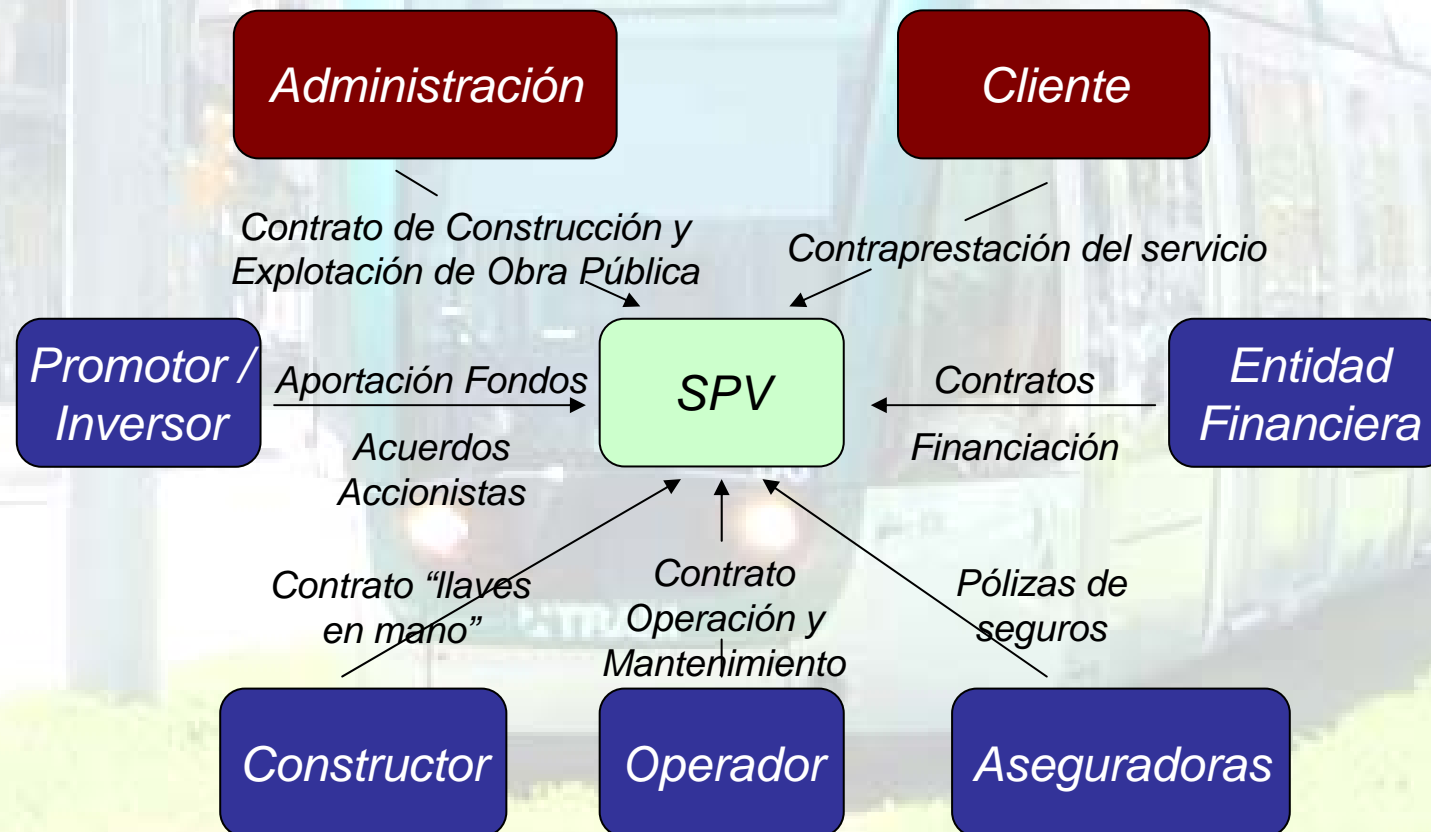 Administración
Cliente
Contrato de Construcción y
Explotación de Obra Pública
Contraprestación del servicio
Promotor /
Inversor
Aportación Fondos
Acuerdos
Accionistas
SPV
Contratos
Financiación
Entidad
Financiera
Contrato “llaves
en mano”
Contrato
Operación y
Mantenimiento
Pólizas de
seguros
Constructor
Operador
Aseguradoras